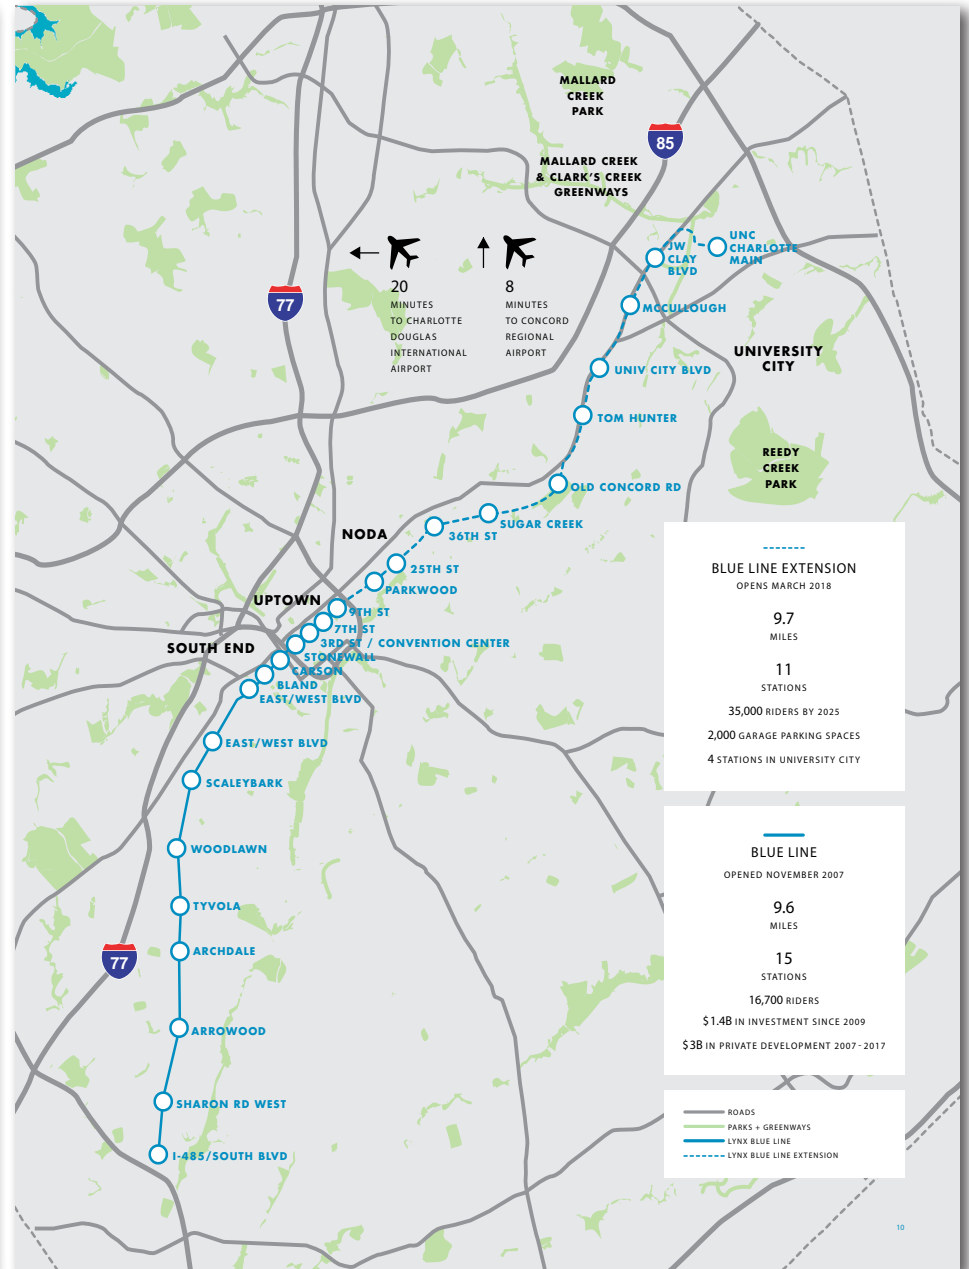 MALLARD
CREEK
PARK
85
MALLARD CREEK
& CLARK'S CREEK
GREENWAYS
UNC
CHARLOTTE
MAIN
JW
CLAY
BLVD
20
MINUTES
TO CHARLOTTE
DOUGLAS
INTERNATIONAL
AIRPORT
8
MINUTES
TO CONCORD
REGIONAL
AIRPORT
77
MCCULLOUGH
UNIVERSITY
CITY
UNIV CITY BLVD
TOM HUNTER
REEDY
CREEK
PARK
OLD CONCORD RD
SUGAR CREEK
NODA
36TH ST
25TH ST
PARKWOOD
UPTOWN
9TH ST
7TH ST
3RD ST / CONVENTION CENTER
SOUTH END
STONEWALL
CARSON
BLAND
EAST/WEST BLVD
EAST/WEST BLVD
SCALEYBARK
WOODLAWN
TYVOLA
ARCHDALE
77
ARROWOOD
SHARON RD WEST
I-485/SOUTH BLVD
BLUE LINE EXTENSION
OPENS MARCH 2018
9.7
MILES
11
STATIONS
35,000 RIDERS BY 2025
2,000 GARAGE PARKING SPACES
4 STATIONS IN UNIVERSITY CITY
BLUE LINE
OPENED NOVEMBER 2007
9.6
MILES
15
STATIONS
16,700 RIDERS
$1.4B IN INVESTMENT SINCE 2009
$3B IN PRIVATE DEVELOPMENT 2007-2017
ROADS
PARKS + GREENWAYS
LYNX BLUE LINE
LYNX BLUE LINE EXTENSION
10